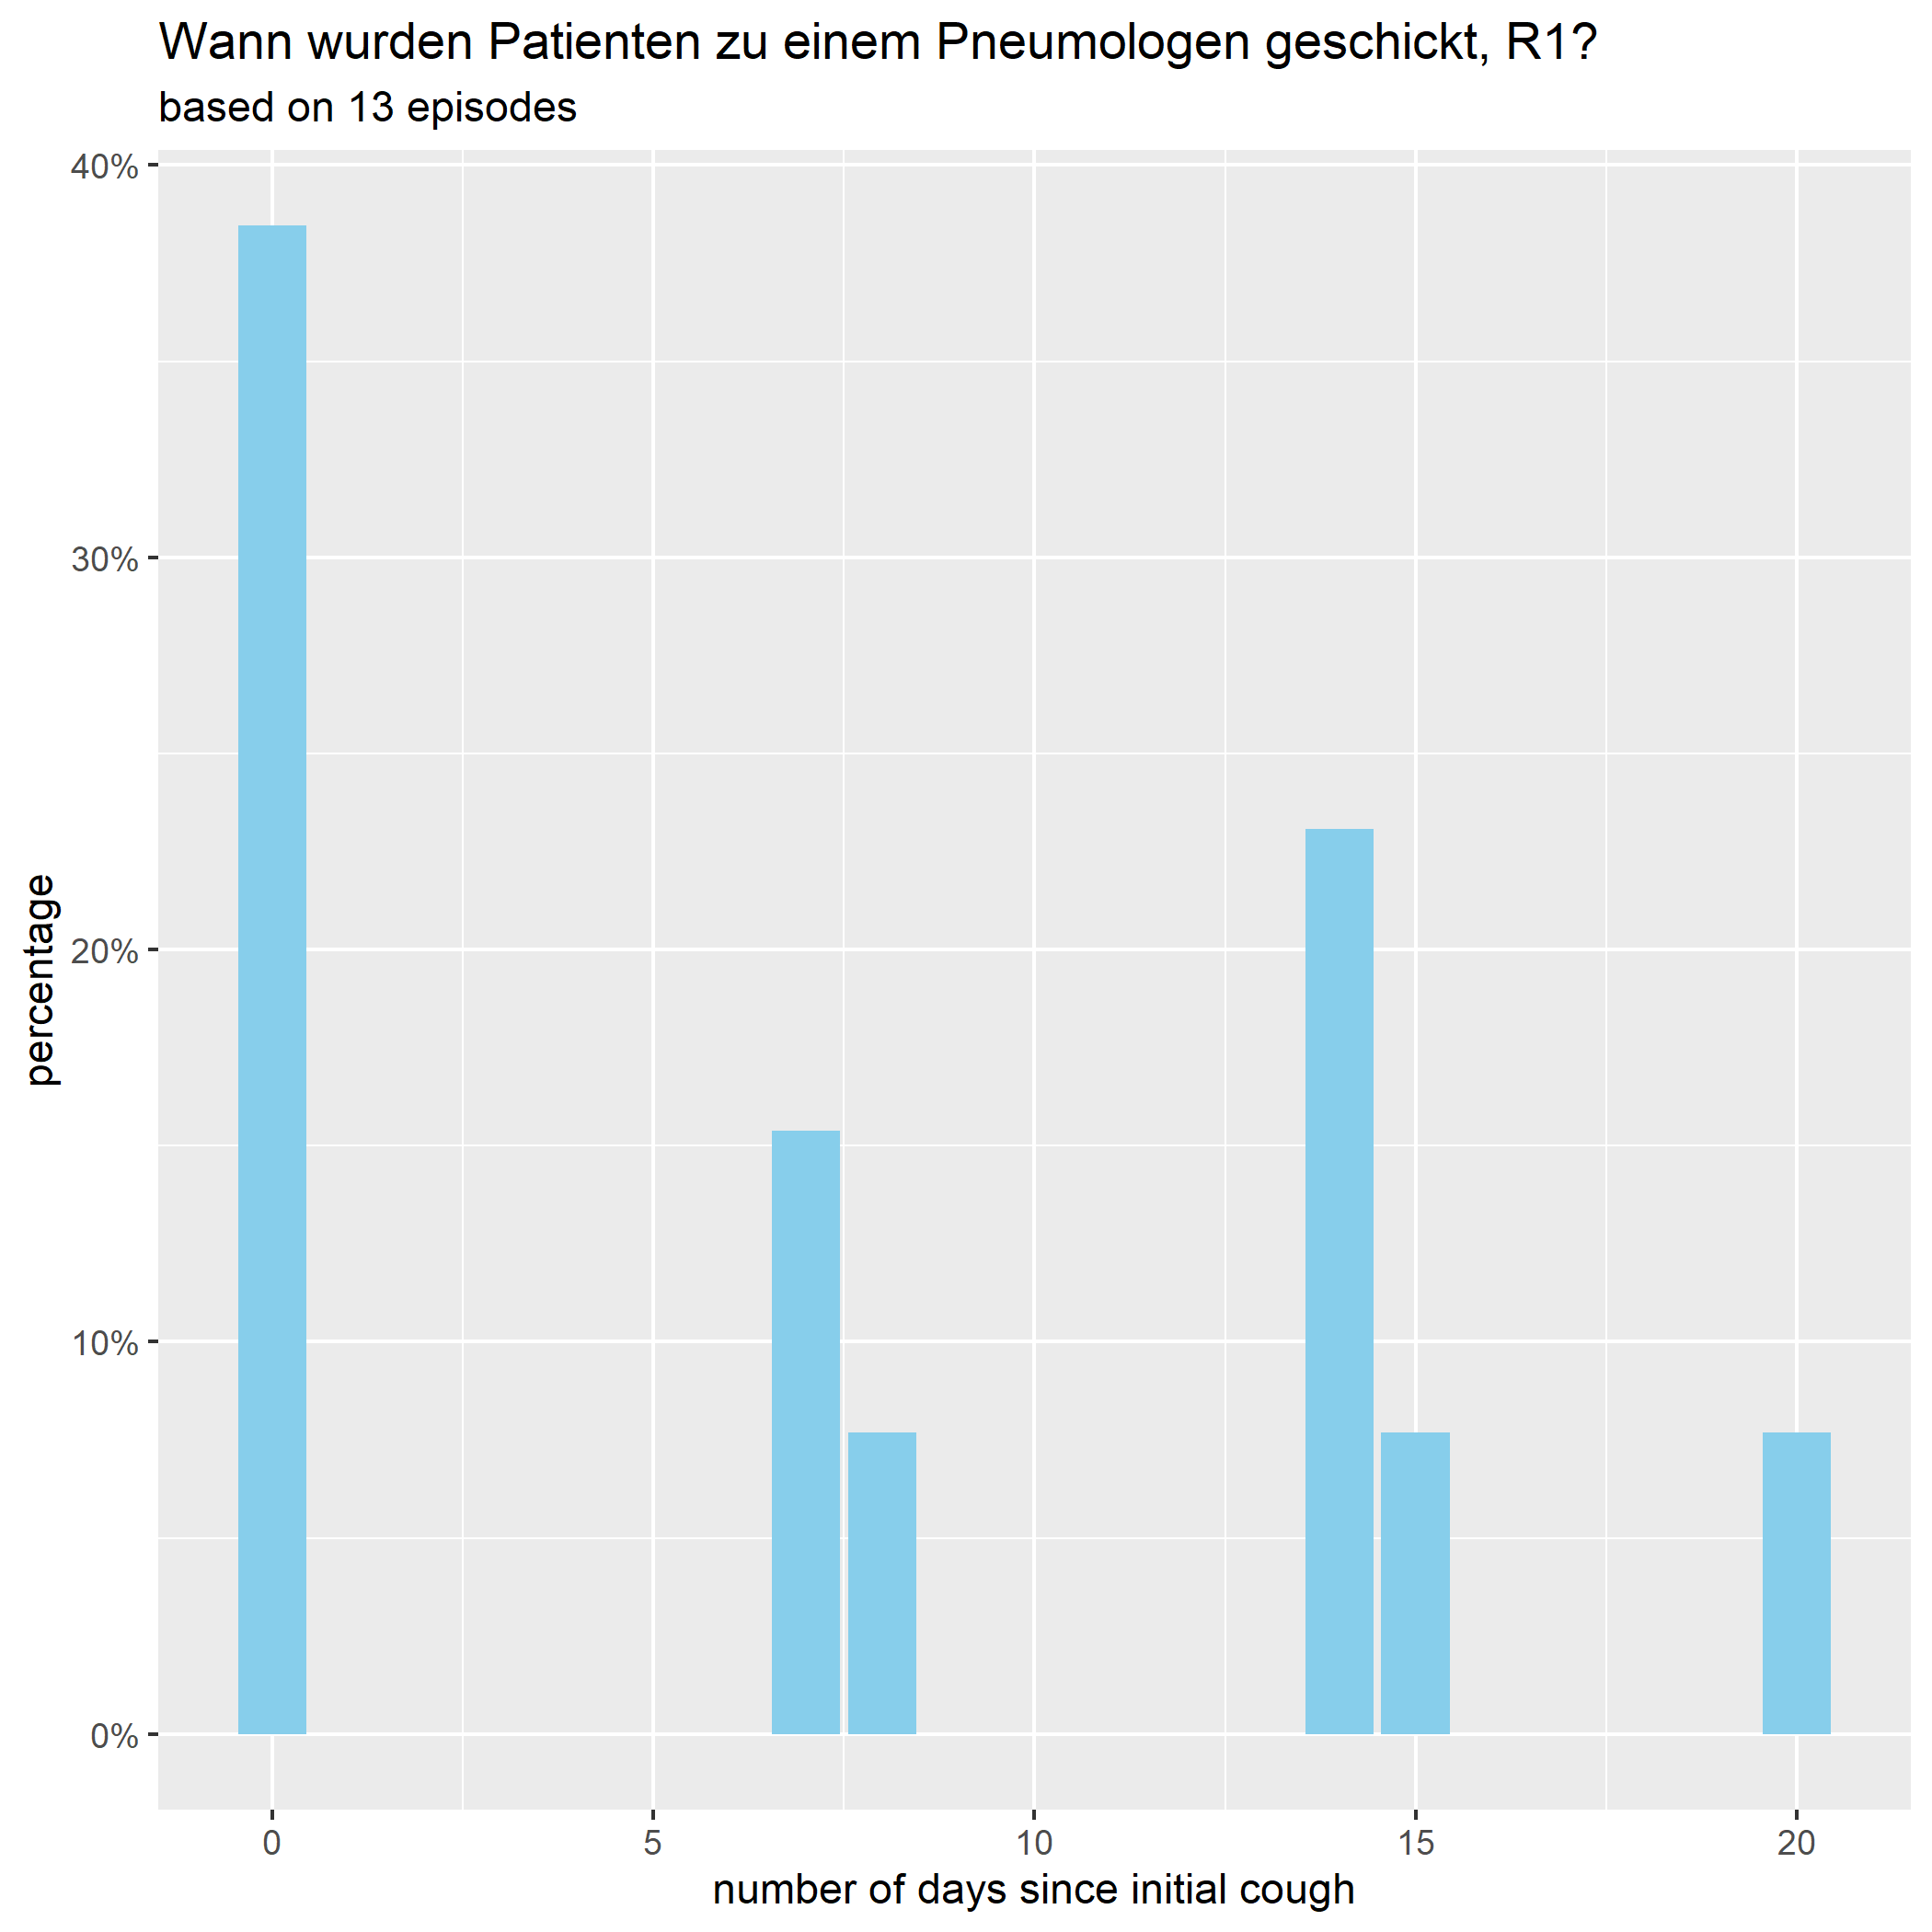 Wann wurden Patienten zu einem Pneumologen geschickt, R1?
based on 13 episodes
40%
30%
20%
10%
0%
percentage
0
5
10
15
20
number of days since initial cough